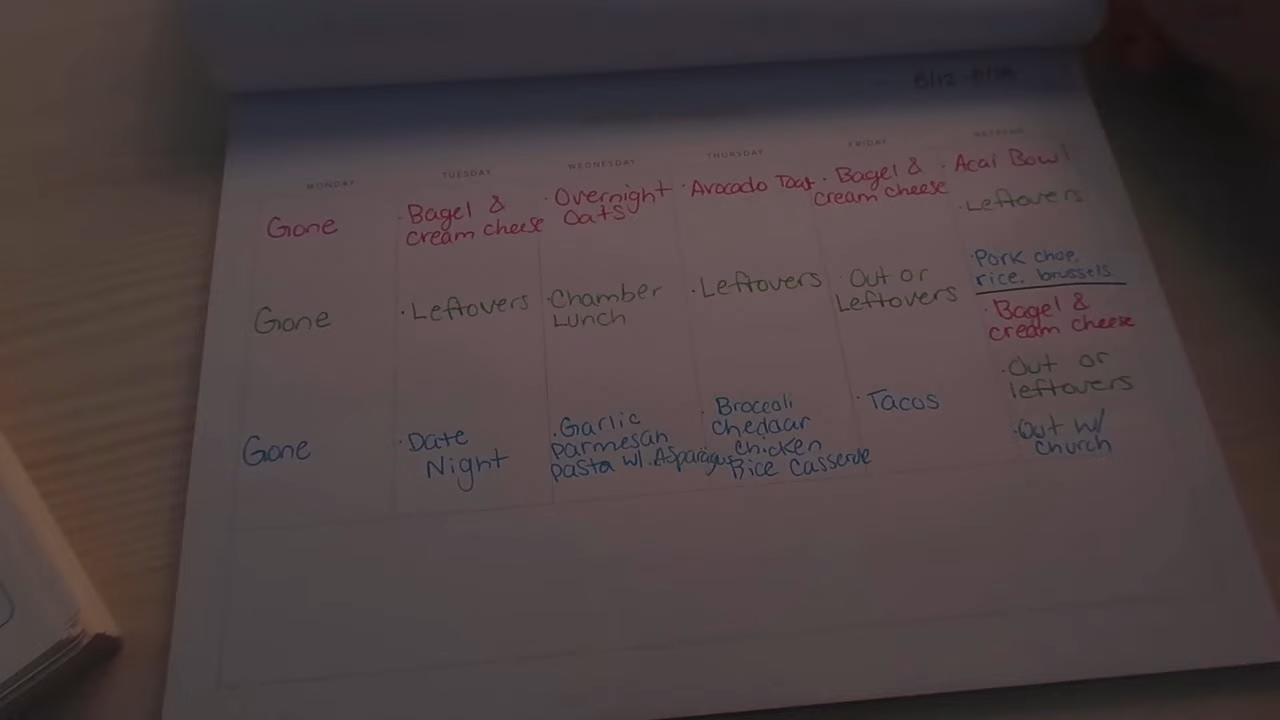 MONDAY
TUESDAY
WEDNESDAY
THURSDAY
FRIDAY
WEEKEND
Gone
· Bagel &
cream cheese
· Overnight
Oats
· Avocado Toast
· Bagel &
cream cheese
· Acai Bowl
· Leftovers
· Pork chop,
rice, brussels
Gone
· Leftovers
· Chamber
Lunch
· Leftovers
· Out or
Leftovers
· Bagel &
cream cheese
· Out or
leftovers
Gone
· Date
Night
· Garlic
parmesan
pasta w/. Asparagus
· Broccoli
chedaar
chicken
Rice Casserole
· Tacos
· Out w/
church